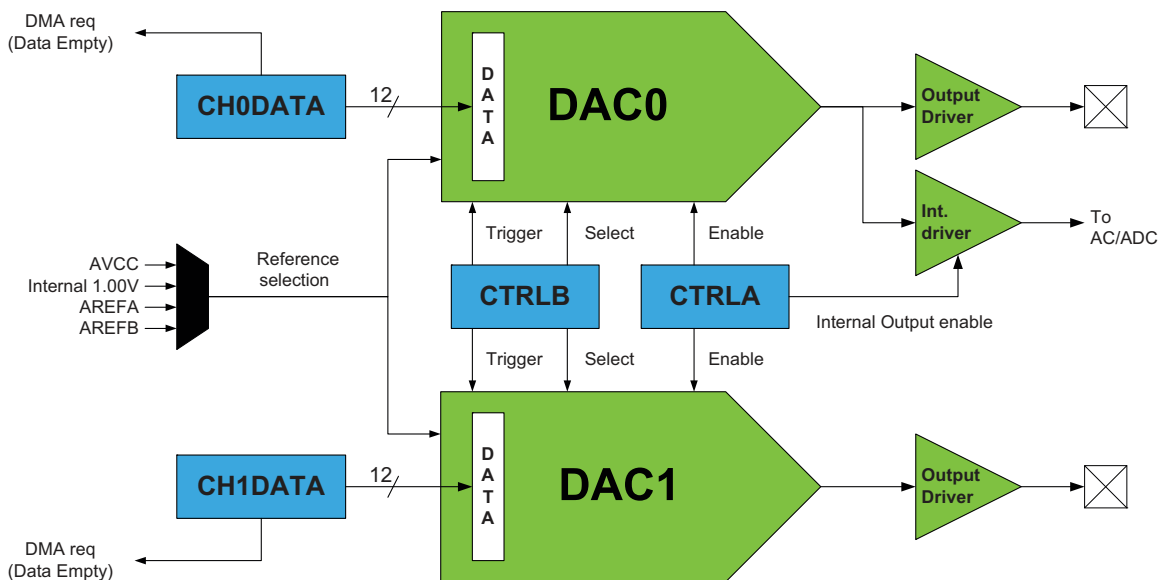 DMA req
(Data Empty)
CH0DATA
12
DATA
DAC0
Output
Driver
Int.
driver
To
AC/ADC
Trigger
Select
Enable
AVCC
Internal 1.00V
AREFA
AREFB
Reference
selection
CTRLB
CTRLA
Internal Output enable
Trigger
Select
Enable
CH1DATA
12
DATA
DAC1
Output
Driver
DMA req
(Data Empty)